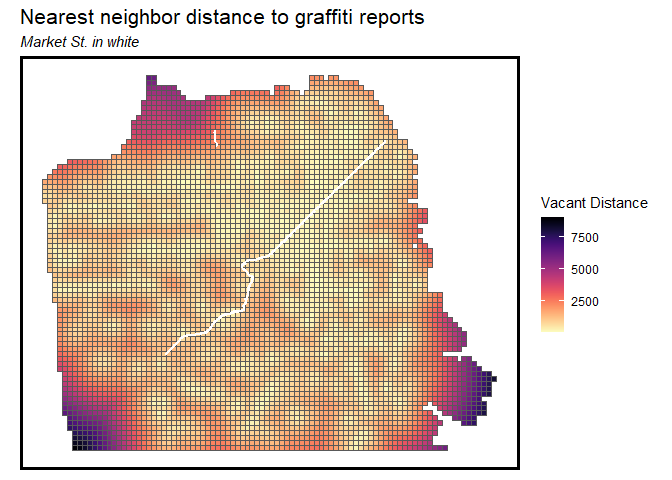 Nearest neighbor distance to graffiti reports
Market St. in white
Vacant Distance
7500
5000
2500